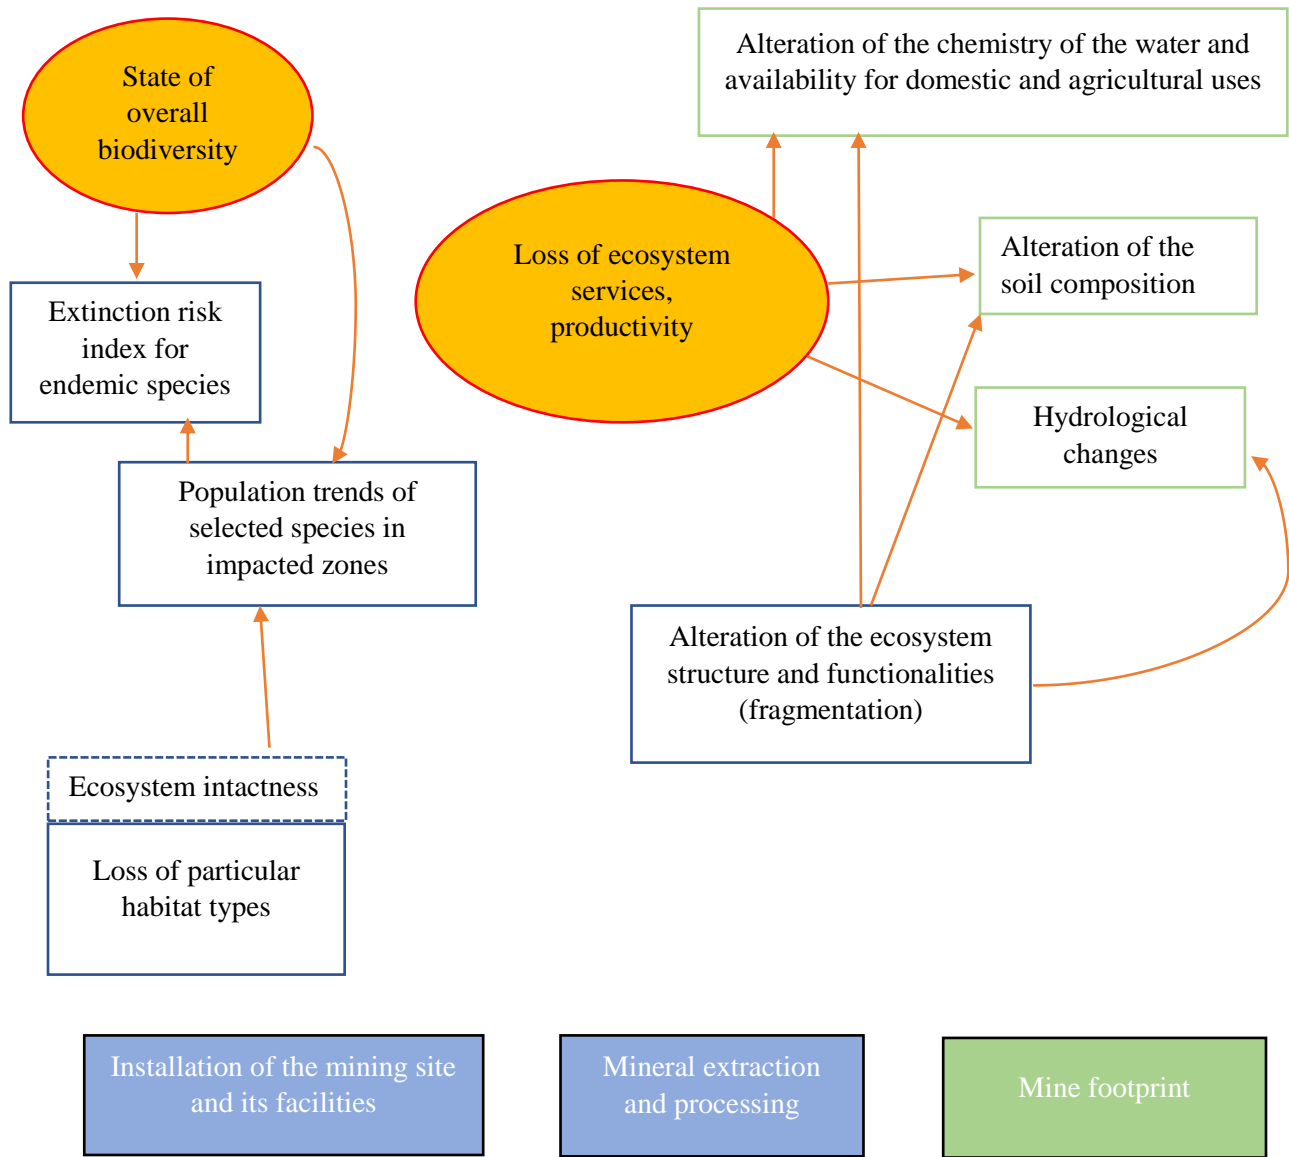 State of
overall
biodiversity
Alteration of the chemistry of the water and
availability for domestic and agricultural uses
Loss of ecosystem
services,
productivity
Alteration of the
soil composition
Extinction risk
index for
endemic species
Hydrological
changes
Population trends of
selected species in
impacted zones
Alteration of the ecosystem
structure and functionalities
(fragmentation)
Ecosystem intactness
Loss of particular
habitat types
Installation of the mining site
and its facilities
Mineral extraction
and processing
Mine footprint